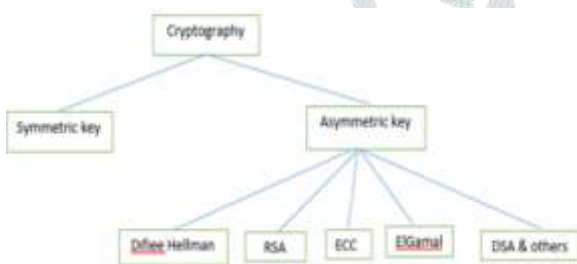 Cryptography
Symmetric key
Asymmetric key
Difiee Hellman
RSA
ECC
ElGamal
DSA & others